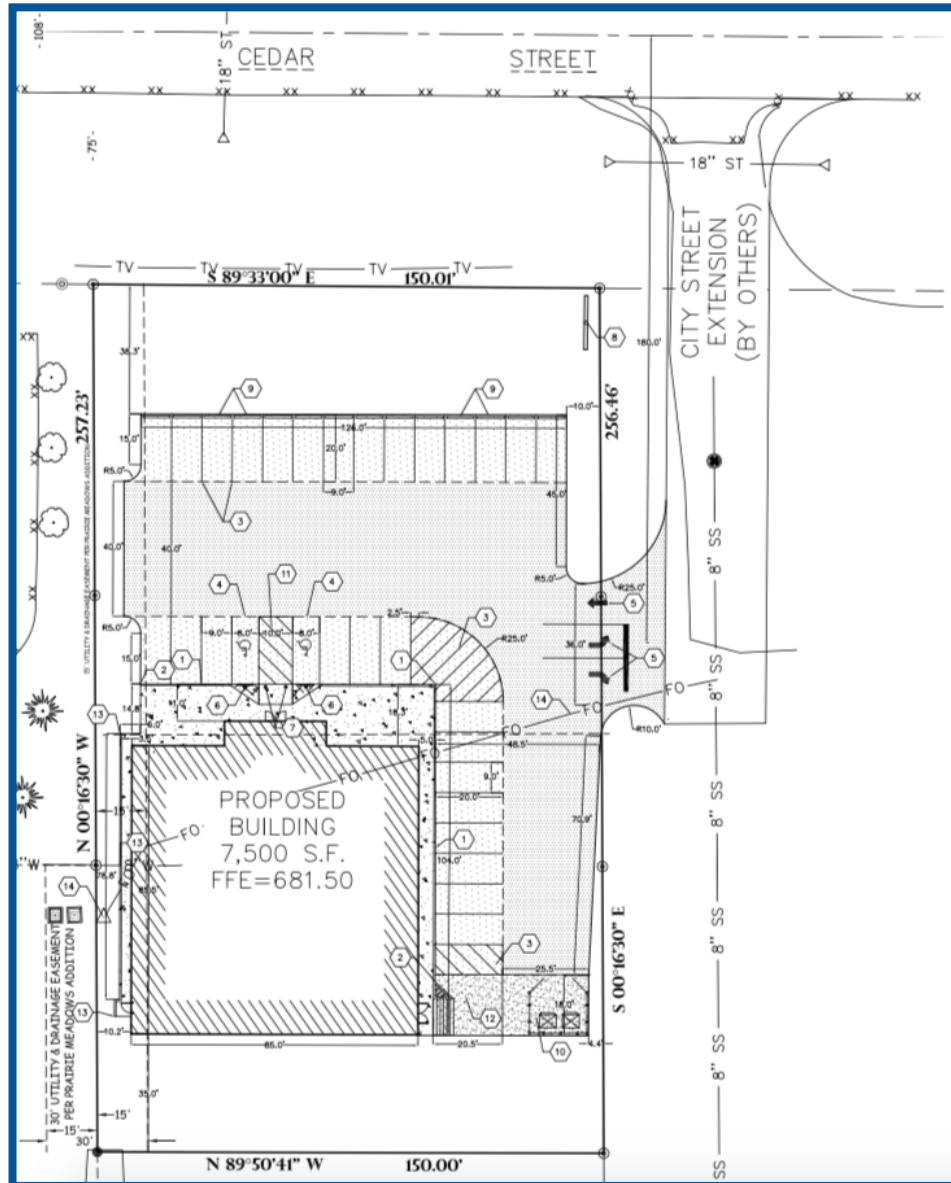 - 108' -
18" ST
CEDAR STREET
- 75' -
18" ST
CITY STREET
EXTENSION
(BY OTHERS)
TV TV TV TV TV
S 89°33'00" E 150.01'
8
180.0'
257.23'
256.46'
38.3'
9 9
10.0'
15.0'
126.0'
20.0'
R5.0'
9.0'
45.0'
3
40.0'
40.0'
4 11 4
R5.0'
R25.0'
8" SS
2.5'
3
5
R5.0'
9.0' 8.0' 10.0' 8.0'
R25.0'
15.0'
36.0'
1 2 1
5
8" SS
6 6
14
FO
13
14.8'
6.0'
7
18.3'
R10.0'
5.0'
48.5'
FO
FO
N 00°16'30" W
9.0'
20.0'
70.9'
8" SS
PROPOSED
BUILDING
7,500 S.F.
FFE=681.50
15'
FO
13
1
104.0'
"W
78.8'
14
8" SS
S 00°16'30" E
30' UTILITY & DRAINAGE EASEMENT
PER PRAIRIE MEADOWS ADDITION
2
3
8" SS
25.5'
18.0'
13
12
10
10.2'
85.0'
20.5'
4.4'
8" SS
35.0'
15'
15'
30'
N 89°50'41" W 150.00'
SS